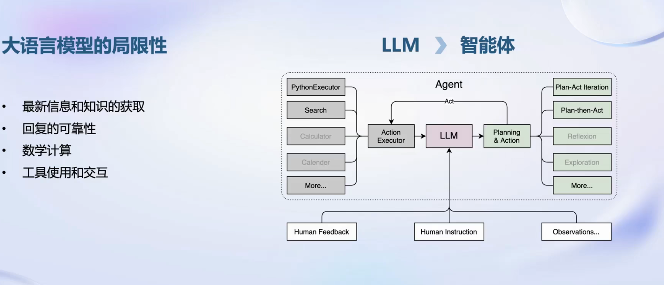 大语言模型的局限性
• 最新信息和知识的获取
• 回复的可靠性
• 数学计算
• 工具使用和交互
LLM 》 智能体
Agent
PythonExecutor
Search
Calculator
Calender
More...
Act
Action
Executor
LLM
Planning
& Action
Plan-Act Iteration
Plan-then-Act
Reflexion
Exploration
More...
Human Feedback
Human Instruction
Observations...